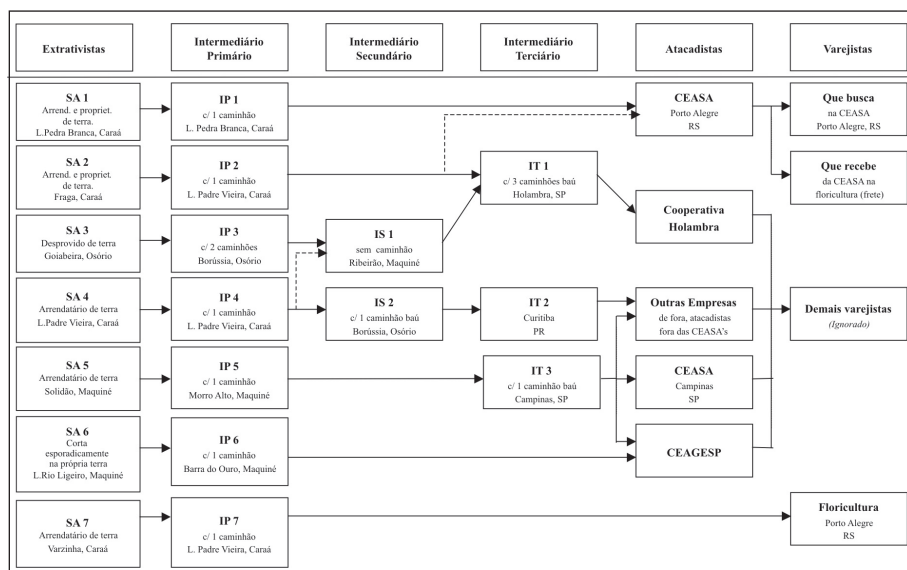 Extrativistas
Intermediário
Primário
Intermediário
Secundário
Intermediário
Terciário
Atacadistas
Varejistas
SA 1
Arrend. e propriet.
de terra.
L.Pedra Branca, Caraá
IP 1
c/ 1 caminhão
L. Pedra Branca, Caraá
CEASA
Porto Alegre
RS
Que busca
na CEASA
Porto Alegre, RS
SA 2
Arrend. e propriet.
de terra.
Fraga, Caraá
IP 2
c/ 1 caminhão
L. Padre Vieira, Caraá
IT 1
c/ 3 caminhões baú
Holambra, SP
Que recebe
da CEASA na
floricultura (frete)
Cooperativa
Holambra
SA 3
Desprovido de terra
Goiabeira, Osório
IP 3
c/ 2 caminhões
Borússia, Osório
IS 1
sem caminhão
Ribeirão, Maquiné
SA 4
Arrendatário de terra
L.Padre Vieira, Caraá
IP 4
c/ 1 caminhão
L. Padre Vieira, Caraá
IS 2
c/ 1 caminhão baú
Borússia, Osório
IT 2
Curitiba
PR
Outras Empresas
de fora, atacadistas
fora das CEASA's
Demais varejistas
(Ignorado)
SA 5
Arrendatário de terra
Solidão, Maquiné
IP 5
c/ 1 caminhão
Morro Alto, Maquiné
IT 3
c/ 1 caminhão baú
Campinas, SP
CEASA
Campinas
SP
SA 6
Corta
esporadicamente
na própria terra
L.Rio Ligeiro, Maquiné
IP 6
c/ 1 caminhão
Barra do Ouro, Maquiné
CEAGESP
SA 7
Arrendatário de terra
Varzinha, Caraá
IP 7
c/ 1 caminhão
L. Padre Vieira, Caraá
Floricultura
Porto Alegre
RS